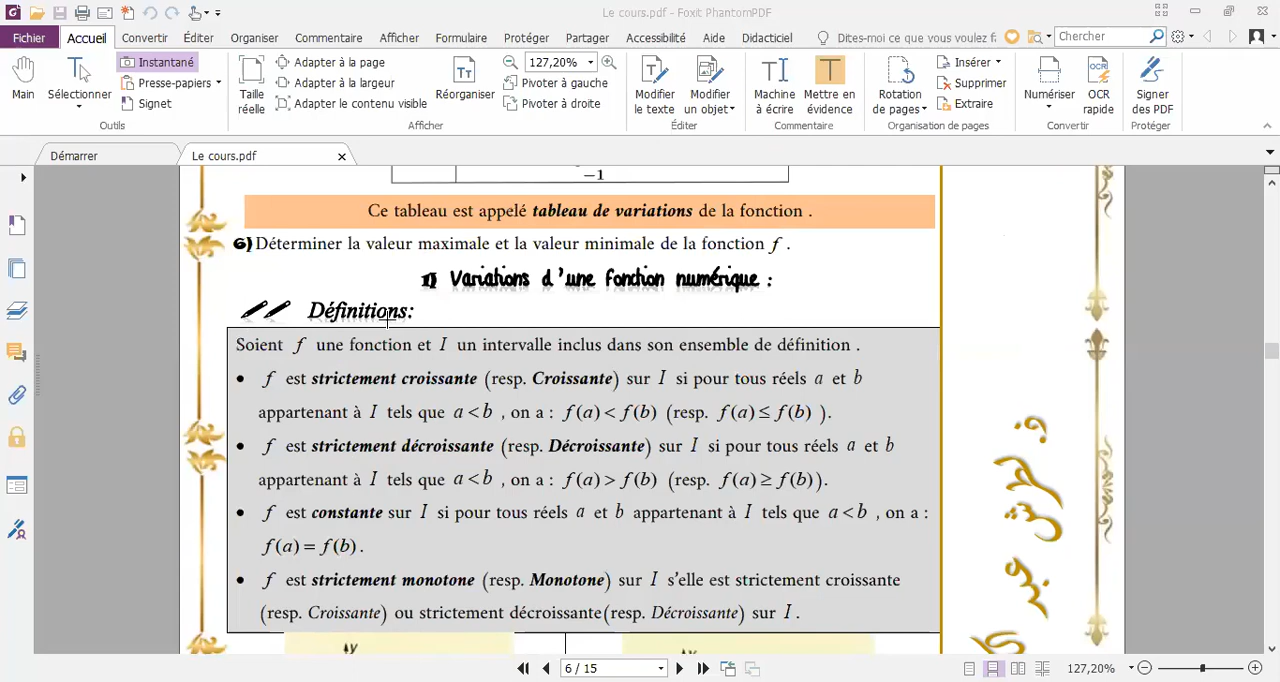 Le cours.pdf - Foxit PhantomPDF
Fichier Accueil Convertir Éditer Organiser Commentaire Afficher Formulaire Protéger Partager Accessibilité Aide Didacticiel Dites-moi ce que vous voulez f Chercher
Main
Sélectionner
Instantané
Presse-papiers
Signet
Outils
Taille réelle
Adapter à la page
Adapter à la largeur
Adapter le contenu visible
Réorganiser
127,20%
Pivoter à gauche
Pivoter à droite
Afficher
Modifier le texte
Modifier un objet
Éditer
Machine à écrire
Mettre en évidence
Commentaire
Rotation de pages
Insérer
Supprimer
Extraire
Organisation de pages
Numériser
OCR rapide
Convertir
Signer des PDF
Protéger
Démarrer Le cours.pdf
−1
Ce tableau est appelé tableau de variations de la fonction .
6) Déterminer la valeur maximale et la valeur minimale de la fonction f .
I) Variations d'une fonction numérique :
Définitions:
Soient f une fonction et I un intervalle inclus dans son ensemble de définition .
• f est strictement croissante (resp. Croissante) sur I si pour tous réels a et b
appartenant à I tels que a < b , on a : f(a) < f(b) (resp. f(a) ≤ f(b) ).
• f est strictement décroissante (resp. Décroissante) sur I si pour tous réels a et b
appartenant à I tels que a < b , on a : f(a) > f(b) (resp. f(a) ≥ f(b)).
• f est constante sur I si pour tous réels a et b appartenant à I tels que a < b , on a :
f(a) = f(b).
• f est strictement monotone (resp. Monotone) sur I s'elle est strictement croissante
(resp. Croissante) ou strictement décroissante(resp. Décroissante) sur I .
6 / 15
127,20%